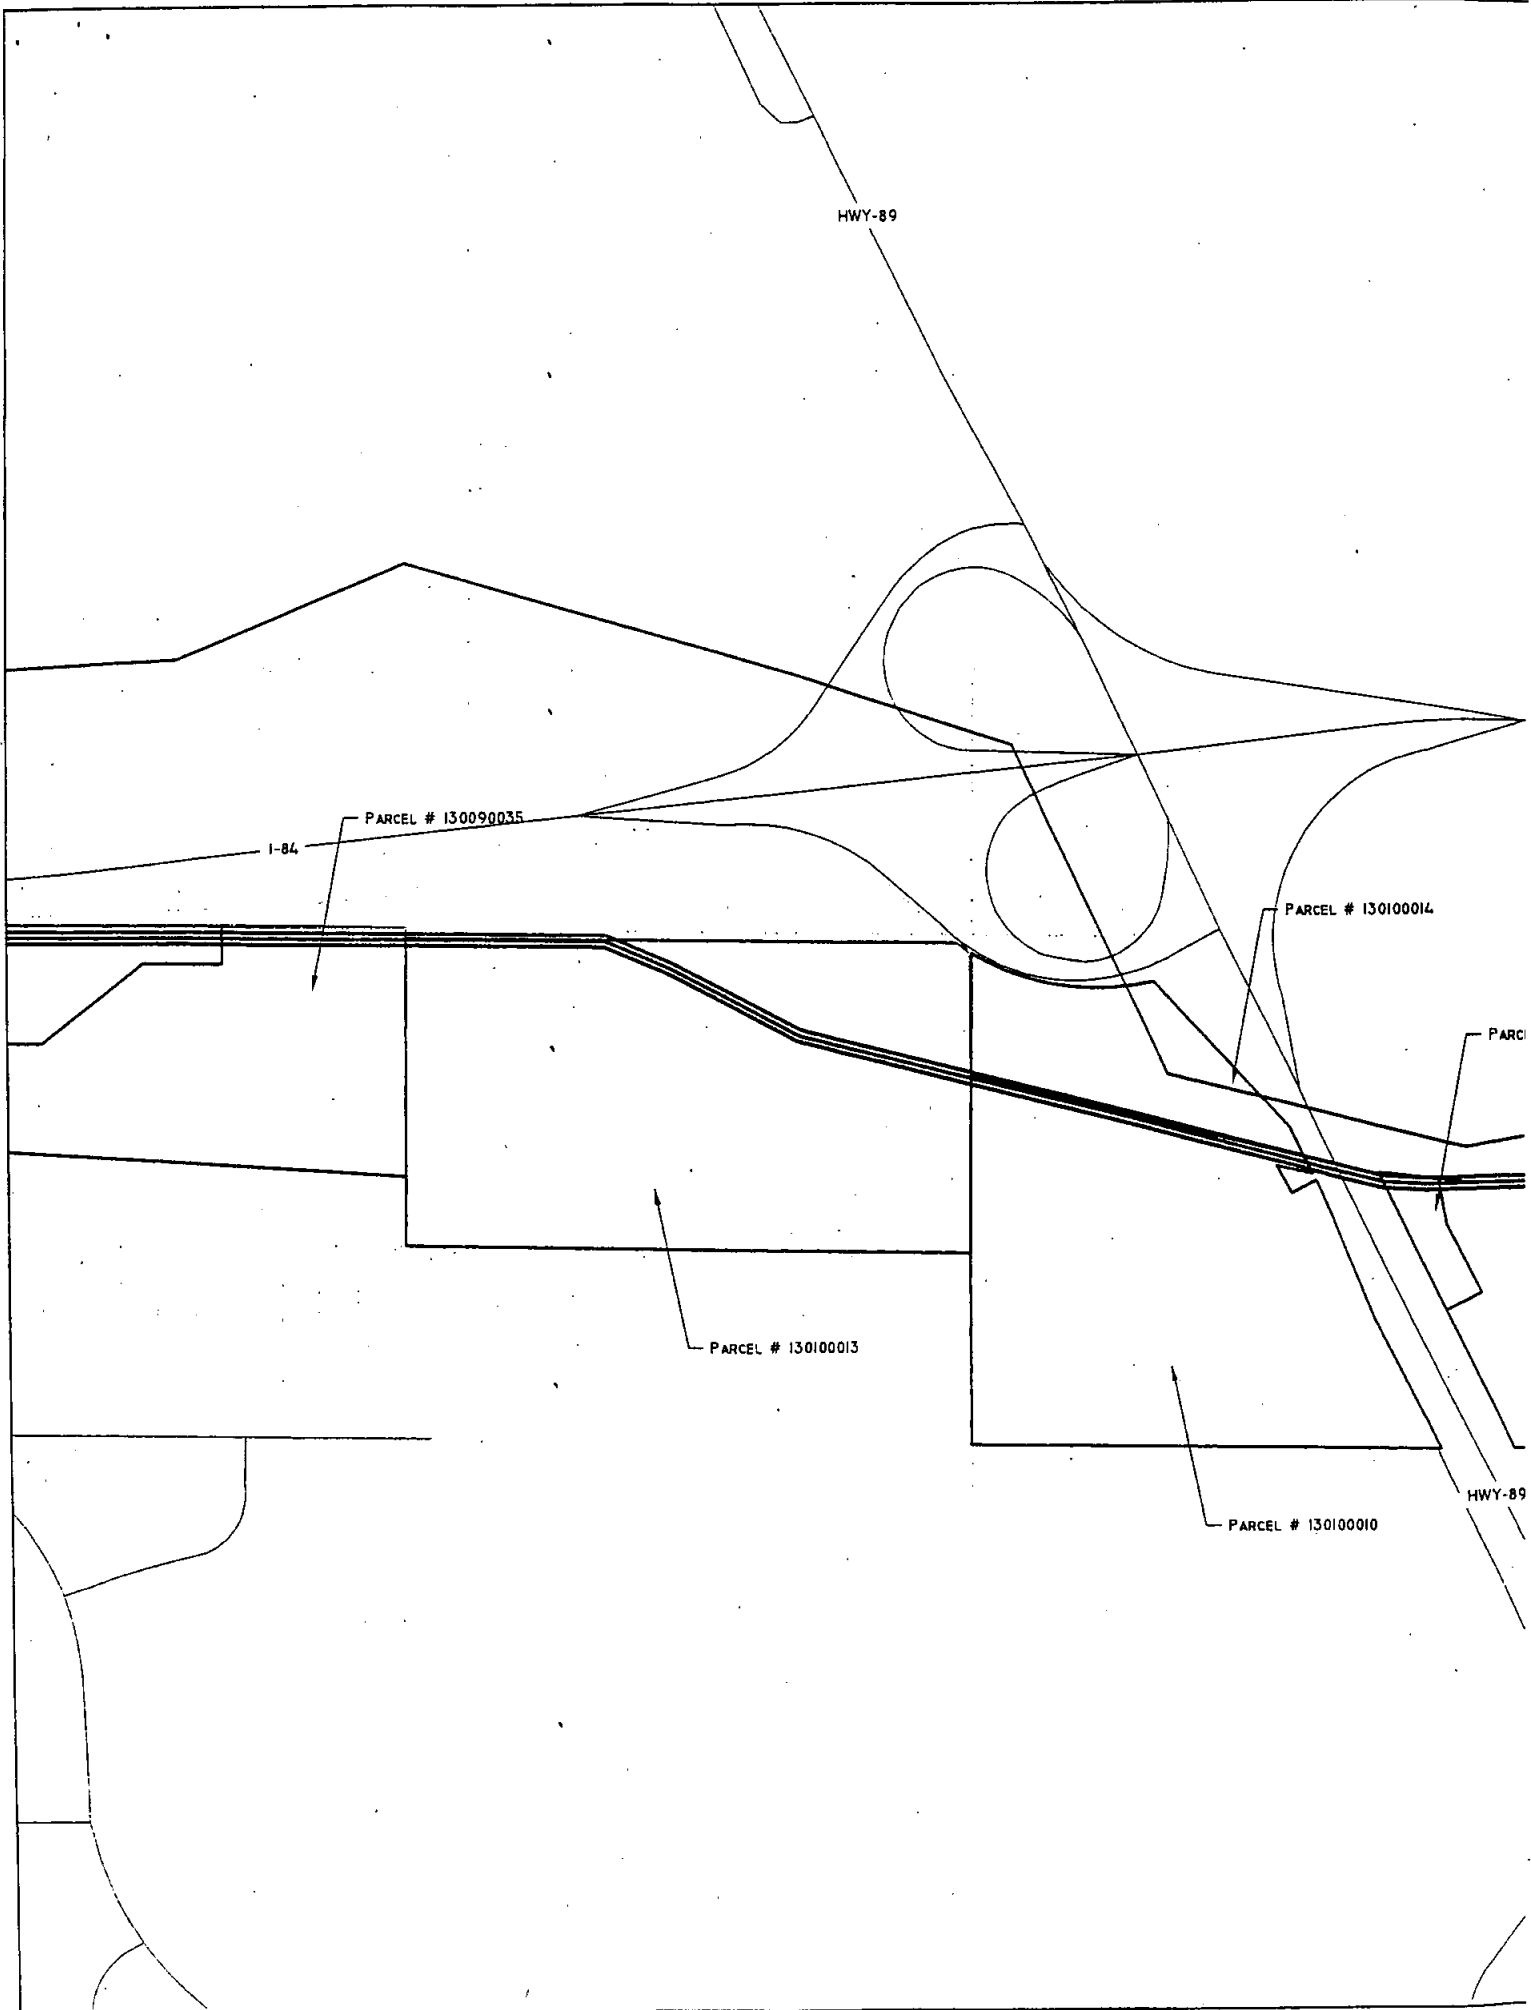 HWY-89
PARCEL # 130090035
I-84
PARCEL # 130100014
PARC
PARCEL # 130100013
HWY-89
PARCEL # 130100010